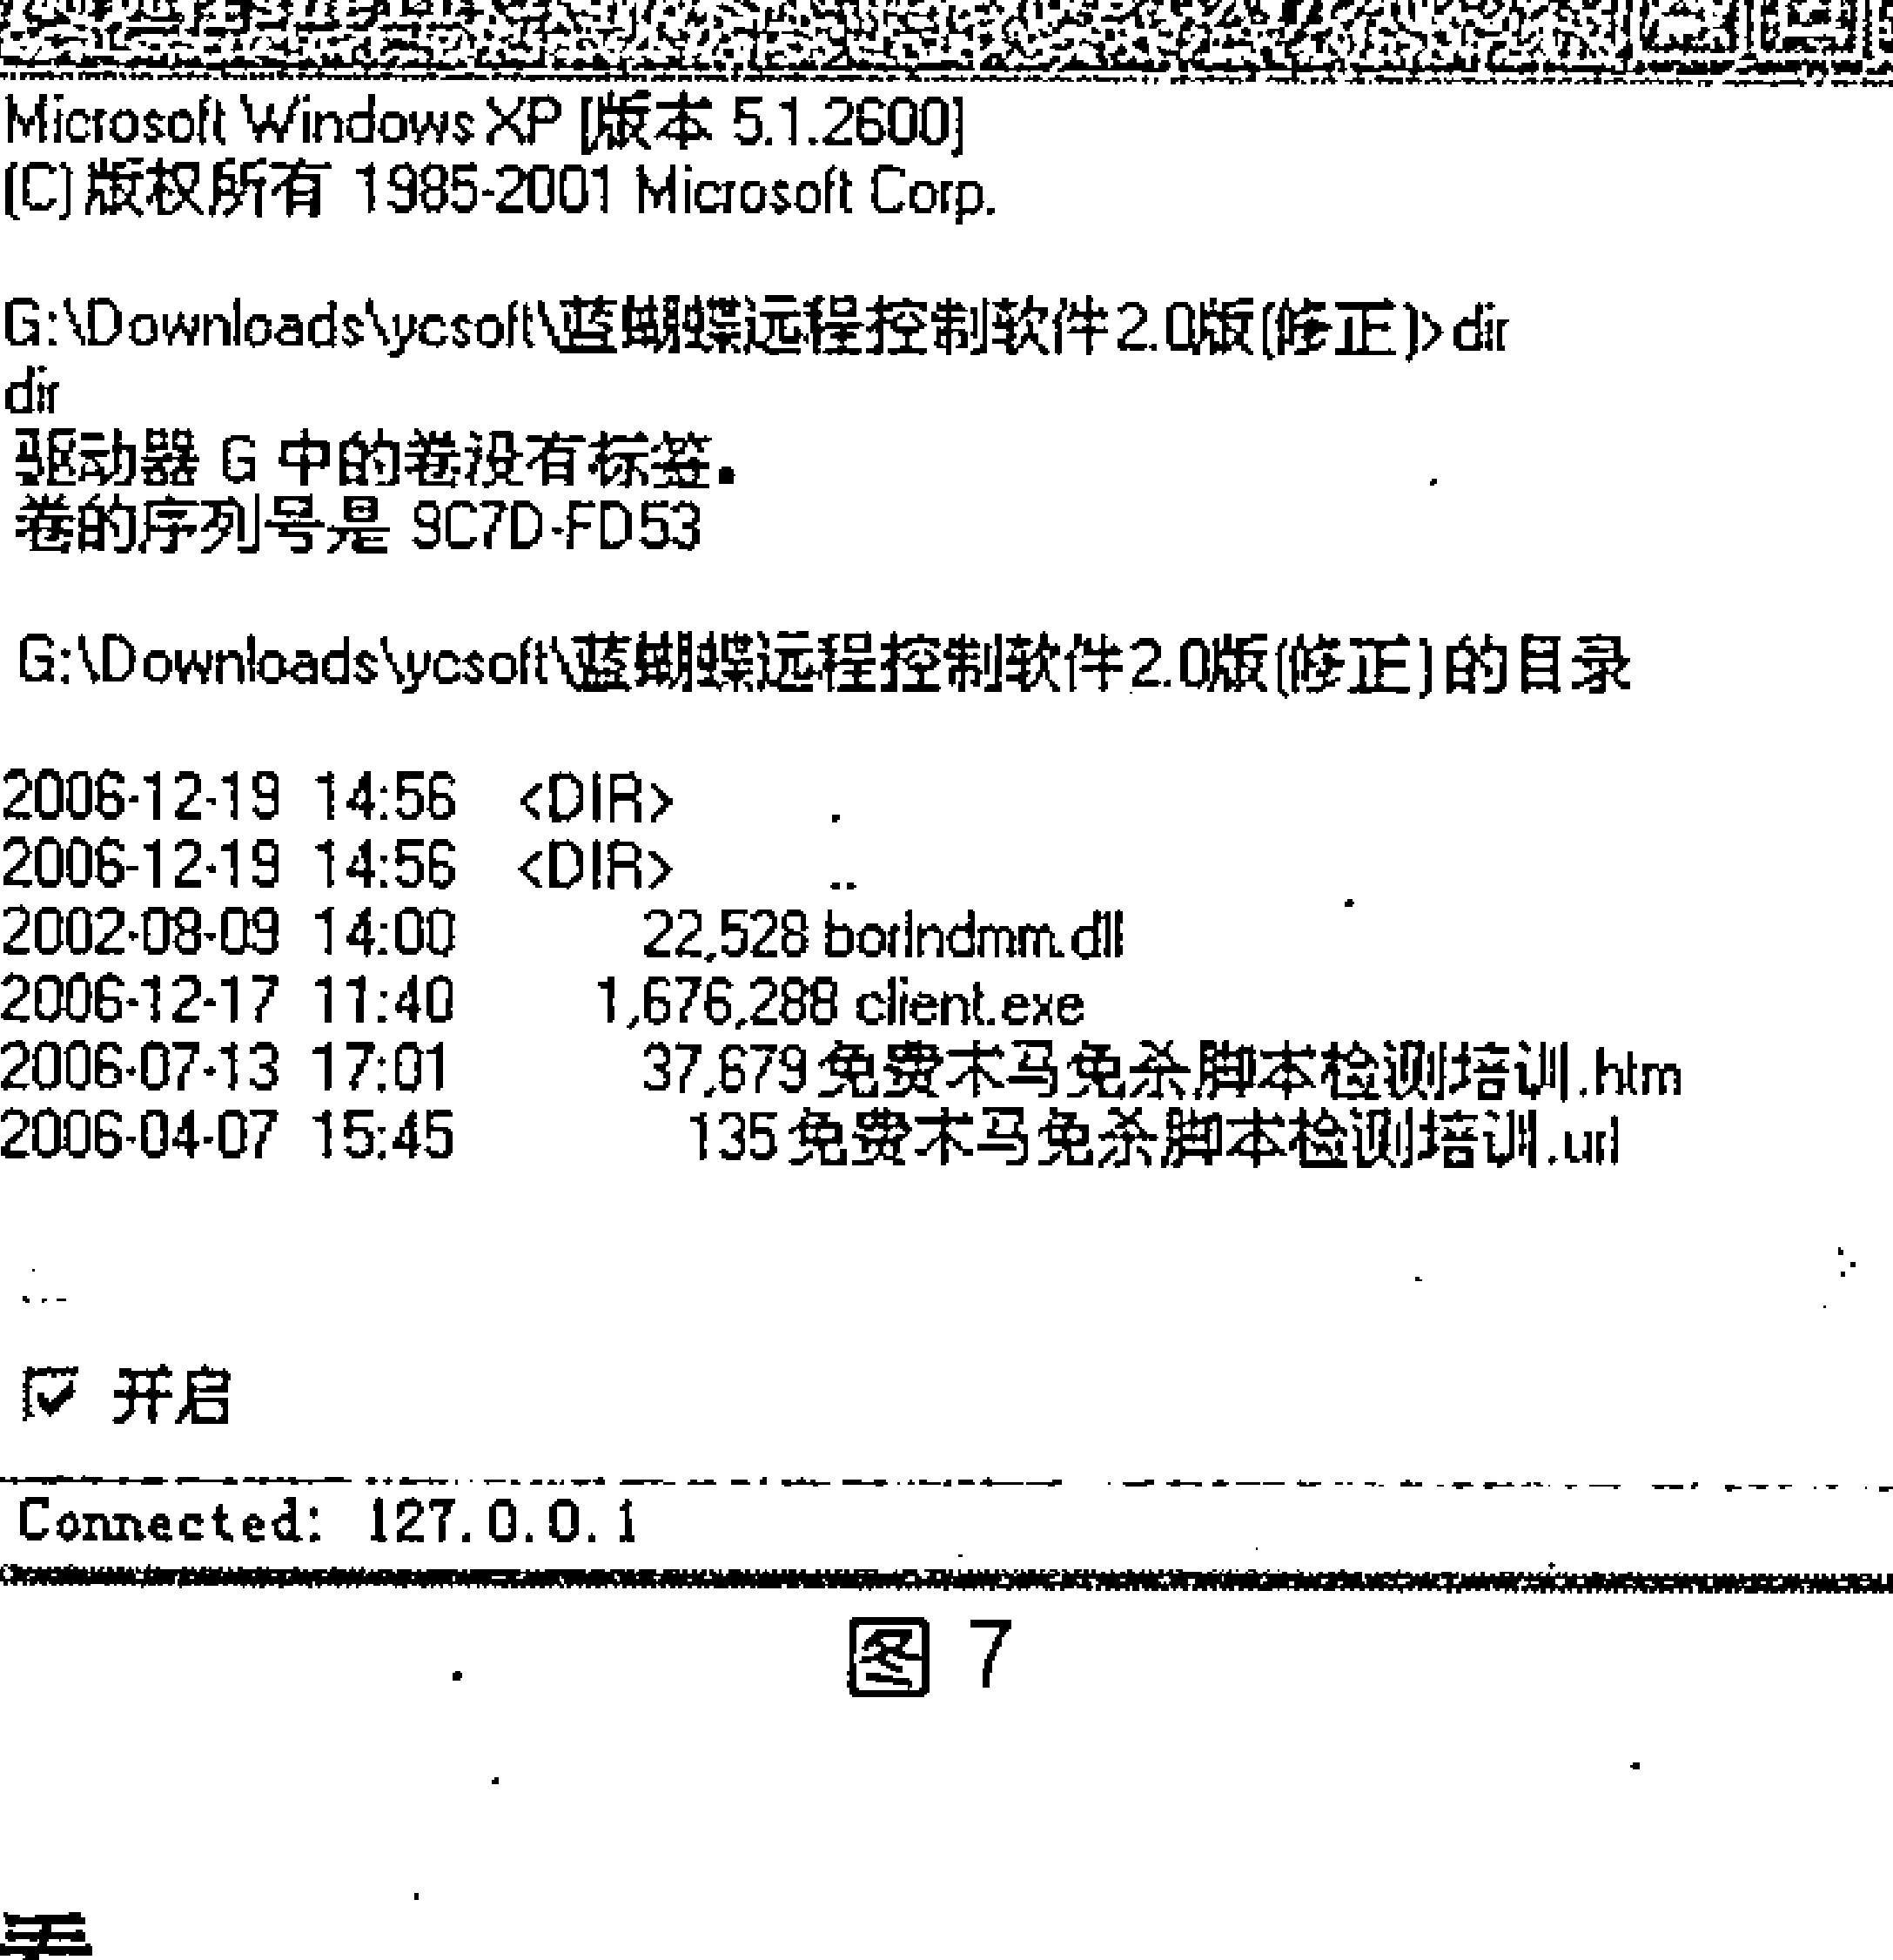 Microsoft Windows XP [版本 5.1.2600]
(C) 版权所有 1985-2001 Microsoft Corp.
G:\Downloads\ycsoft\蓝蝴蝶远程控制软件2.0版(修正)>dir
dir
驱动器 G 中的卷没有标签。
卷的序列号是 9C7D-FD53
G:\Downloads\ycsoft\蓝蝴蝶远程控制软件2.0版(修正)的目录
2006-12-19 14:56 <DIR> .
2006-12-19 14:56 <DIR> ..
2002-08-09 14:00 22,528 borlndmm.dll
2006-12-17 11:40 1,676,288 client.exe
2006-07-13 17:01 37,679 免费木马免杀脚本检测培训.htm
2006-04-07 15:45 135 免费木马免杀脚本检测培训.url
开启
Connected: 127.0.0.1
图 7